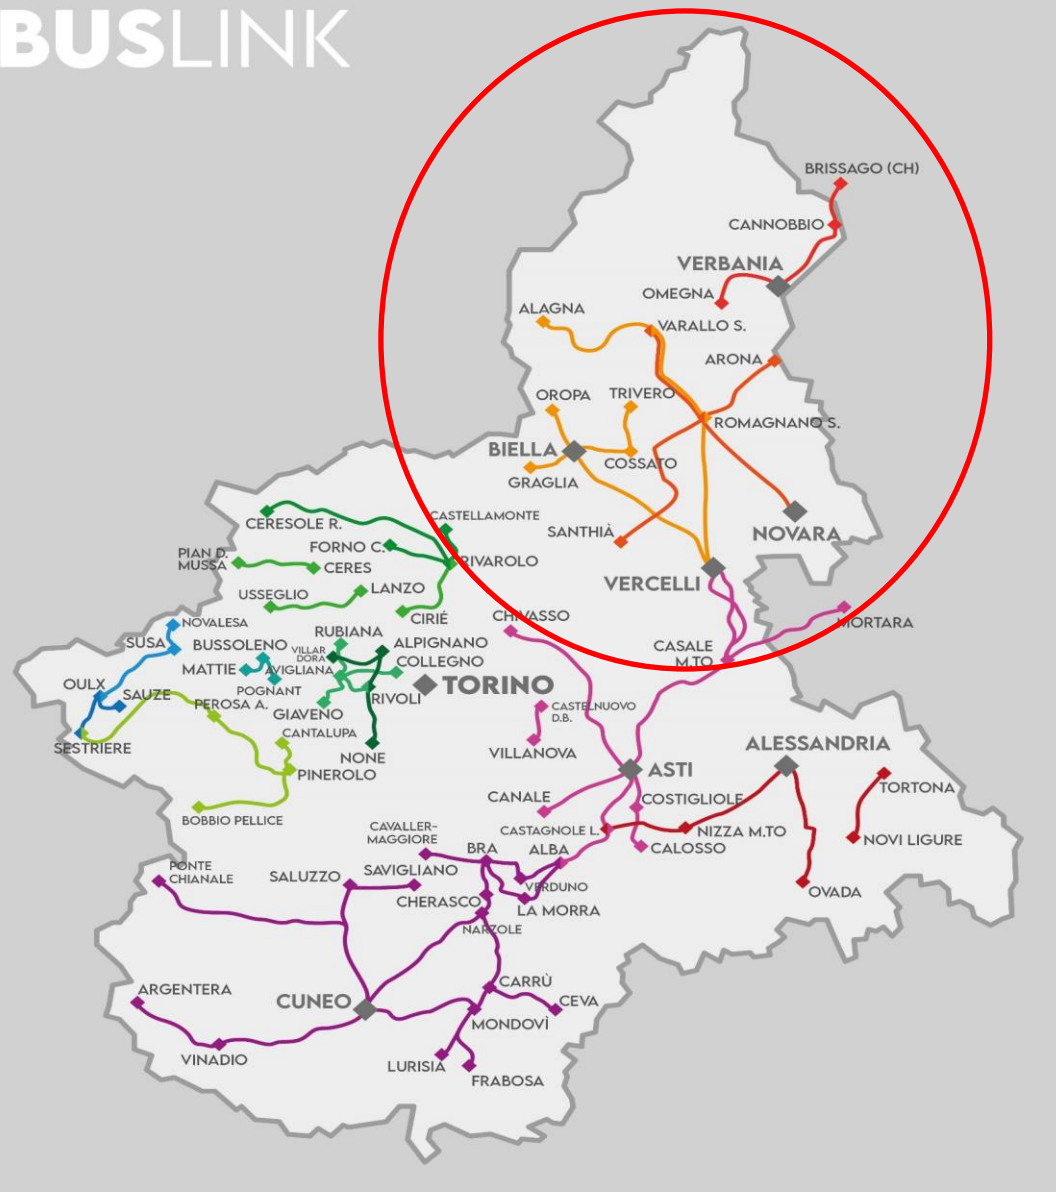 BUSLINK
BRISSAGO (CH)
CANNOBBIO
VERBANIA
OMEGNA
ALAGNA
VARALLO S.
ARONA
OROPA
TRIVERO
ROMAGNANO S.
BIELLA
COSSATO
GRAGLIA
SANTHIÀ
NOVARA
VERCELLI
CASTELLAMONTE
CERESOLE R.
FORNO C.
RIVAROLO
PIAN D.
MUSSA
CERES
USSEGLIO
LANZO
CIRIÉ
CHIVASSO
MORTARA
CASALE
M.TO
NOVALESA
SUSA
BUSSOLENO
RUBIANA
VILLAR
DORA
ALPIGNANO
MATTIE
AVIGLIANA
COLLEGNO
OULX
SAUZE
POGNANT
RIVOLI
TORINO
PEROSA A.
GIAVENO
CASTELNUOVO
D.B.
SESTRIERE
CANTALUPA
NONE
VILLANOVA
PINEROLO
ALESSANDRIA
ASTI
TORTONA
CANALE
COSTIGLIOLE
BOBBIO PELLICE
CASTAGNOLE L.
NIZZA M.TO
NOVI LIGURE
CAVALLER-
MAGGIORE
BRA
ALBA
CALOSSO
PONTE
CHIANALE
SALUZZO
SAVIGLIANO
VERDUNO
OVADA
CHERASCO
LA MORRA
NARZOLE
ARGENTERA
CUNEO
CARRÙ
CEVA
MONDOVÌ
VINADIO
LURISIA
FRABOSA